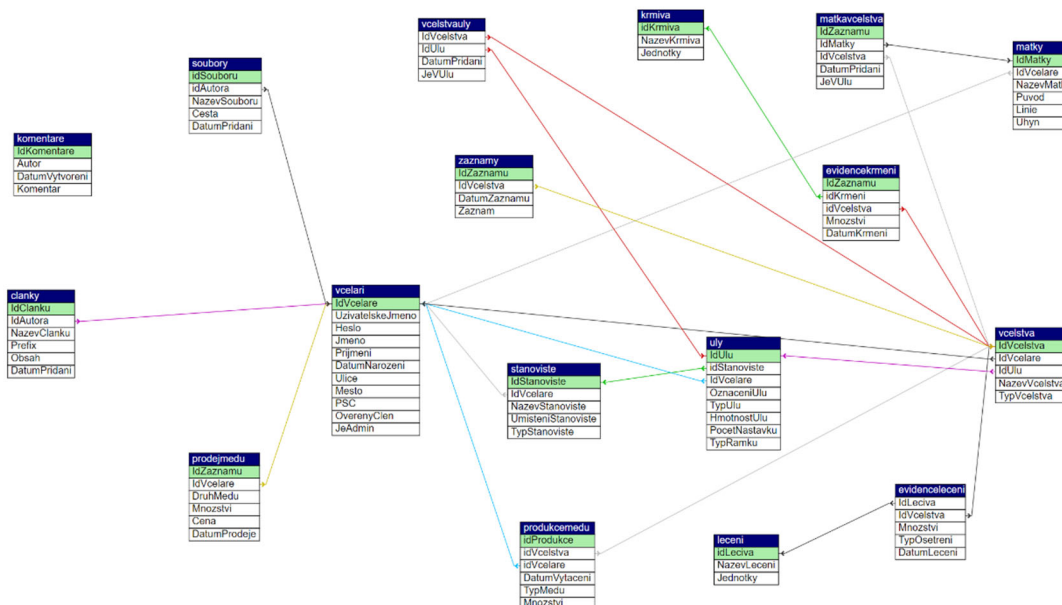 vcelstvauly
IdVcelstva
IdUlu
DatumPridani
JeVUlu
krmiva
idKrmiva
NazevKrmiva
Jednotky
matkavcelstva
IdZaznamu
IdMatky
IdVcelstva
DatumPridani
JeVUlu
matky
IdMatky
IdVcelare
NazevMatk
Puvod
Linie
Uhyn
soubory
idSouboru
idAutora
NazevSouboru
Cesta
DatumPridani
komentare
IdKomentare
Autor
DatumVytvoreni
Komentar
zaznamy
IdZaznamu
IdVcelstva
DatumZaznamu
Zaznam
evidencekrmeni
IdZaznamu
idKrmeni
idVcelstva
Mnozstvi
DatumKrmeni
clanky
IdClanku
IdAutora
NazevClanku
Prefix
Obsah
DatumPridani
vcelari
IdVcelare
UzivatelskeJmeno
Heslo
Jmeno
Prijmeni
DatumNarozeni
Ulice
Mesto
PSC
OverenyClen
JeAdmin
stanoviste
IdStanoviste
IdVcelare
NazevStanoviste
UmisteniStanoviste
TypStanoviste
uly
IdUlu
idStanoviste
IdVcelare
OznaceniUlu
TypUlu
HmotnostUlu
PocetNastavku
TypRamku
vcelstva
IdVcelstva
IdVcelare
IdUlu
NazevVcelstva
TypVcelstva
prodejmedu
IdZaznamu
IdVcelare
DruhMedu
Mnozstvi
Cena
DatumProdeje
produkcemedu
idProdukce
idVcelstva
idVcelare
DatumVytaceni
TypMedu
Mnozstvi
leceni
idLeciva
NazevLeceni
Jednotky
evidenceleceni
IdLeciva
IdVcelstva
Mnozstvi
TypOsetreni
DatumLeceni